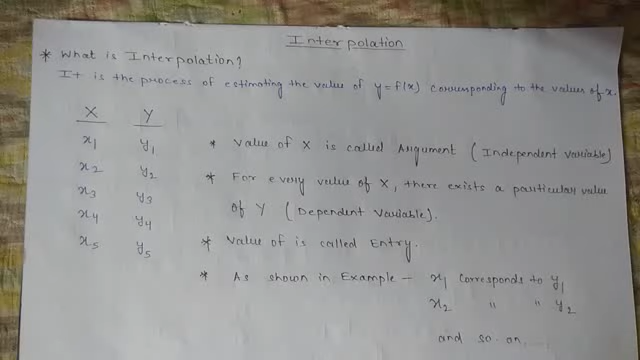 Interpolation
* What is Interpolation?
It is the process of estimating the value of y=f(x) corresponding to the values of x.
X Y
x1 y1
* Value of X is called Argument (Independent Variable)
x2 y2
* For every value of X, there exists a particular value
x3 y3
of Y (Dependent Variable).
x4 y4
x5 y5
* Value of is called Entry.
* As shown in Example – x1 corresponds to y1
x2 " " y2
and so on....